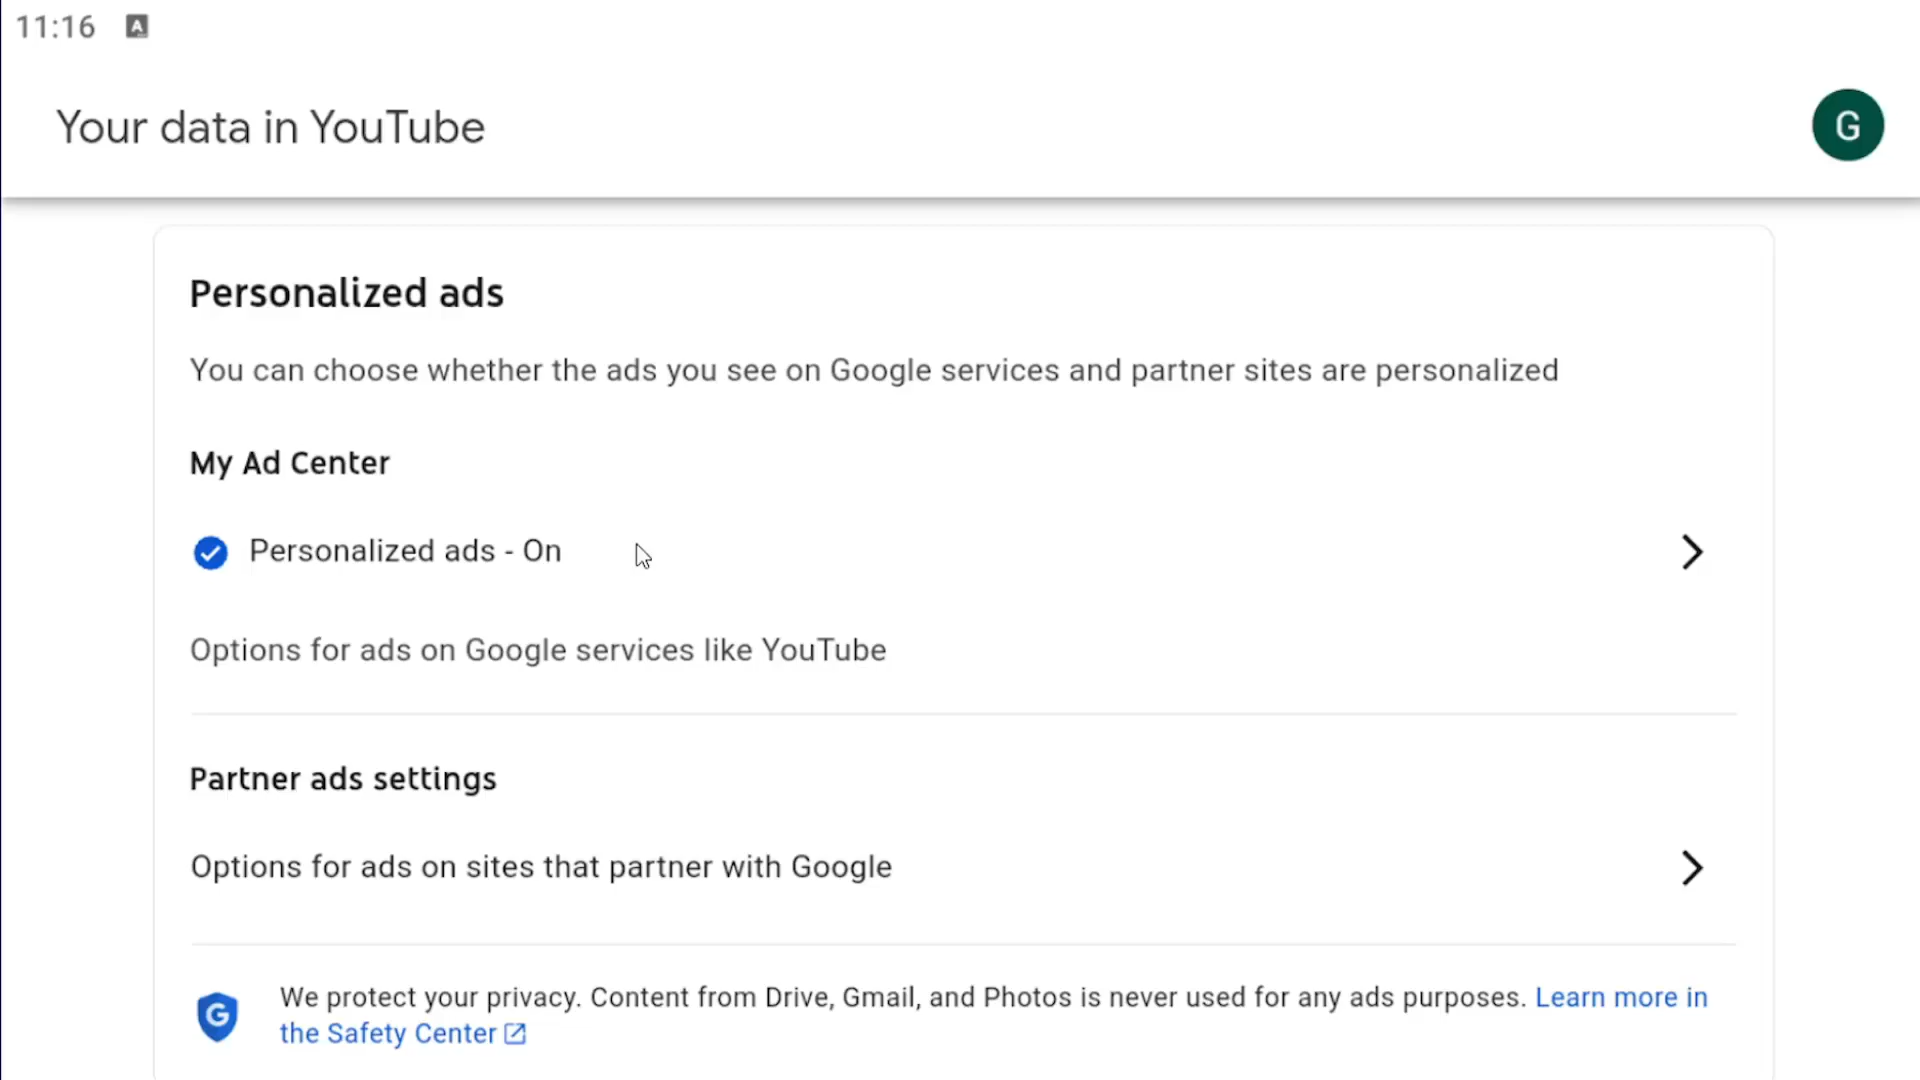 11:16 A
Your data in YouTube
G
Personalized ads
You can choose whether the ads you see on Google services and partner sites are personalized
My Ad Center
Personalized ads - On
Options for ads on Google services like YouTube
Partner ads settings
Options for ads on sites that partner with Google
G
We protect your privacy. Content from Drive, Gmail, and Photos is never used for any ads purposes. Learn more in
the Safety Center